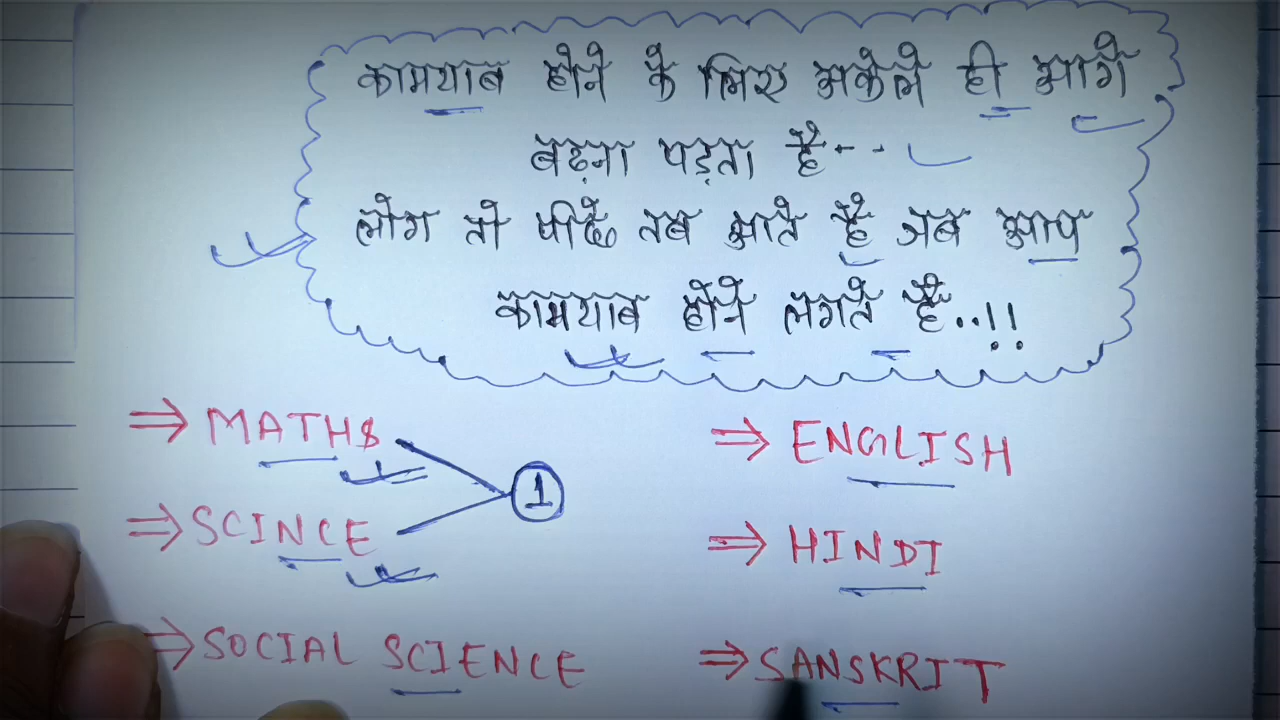 कामयाब होने के लिए अकेले ही आगे
बढ़ना पड़ता है---
लोग तो पीछे तब आते है जब आप
कामयाब होने लगते हैं..!!
⇒ MATHS
⇒ SCINCE
1
⇒ SOCIAL SCIENCE
⇒ ENGLISH
⇒ HINDI
⇒ SANSKRIT